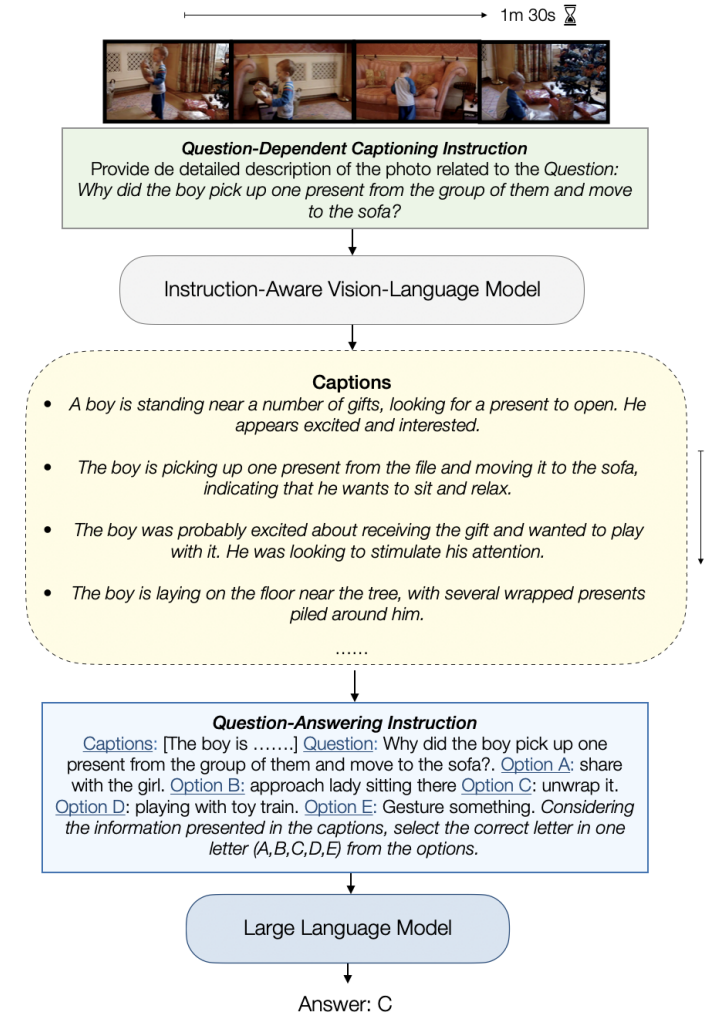 1m 30s
Question-Dependent Captioning Instruction
Provide de detailed description of the photo related to the Question:
Why did the boy pick up one present from the group of them and move
to the sofa?
Instruction-Aware Vision-Language Model
Captions
• A boy is standing near a number of gifts, looking for a present to open. He
appears excited and interested.
• The boy is picking up one present from the file and moving it to the sofa,
indicating that he wants to sit and relax.
• The boy was probably excited about receiving the gift and wanted to play
with it. He was looking to stimulate his attention.
• The boy is laying on the floor near the tree, with several wrapped presents
piled around him.
......
Question-Answering Instruction
Captions: [The boy is …….] Question: Why did the boy pick up one
present from the group of them and move to the sofa?. Option A: share
with the girl. Option B: approach lady sitting there Option C: unwrap it.
Option D: playing with toy train. Option E: Gesture something. Considering
the information presented in the captions, select the correct letter in one
letter (A,B,C,D,E) from the options.
Large Language Model
Answer: C